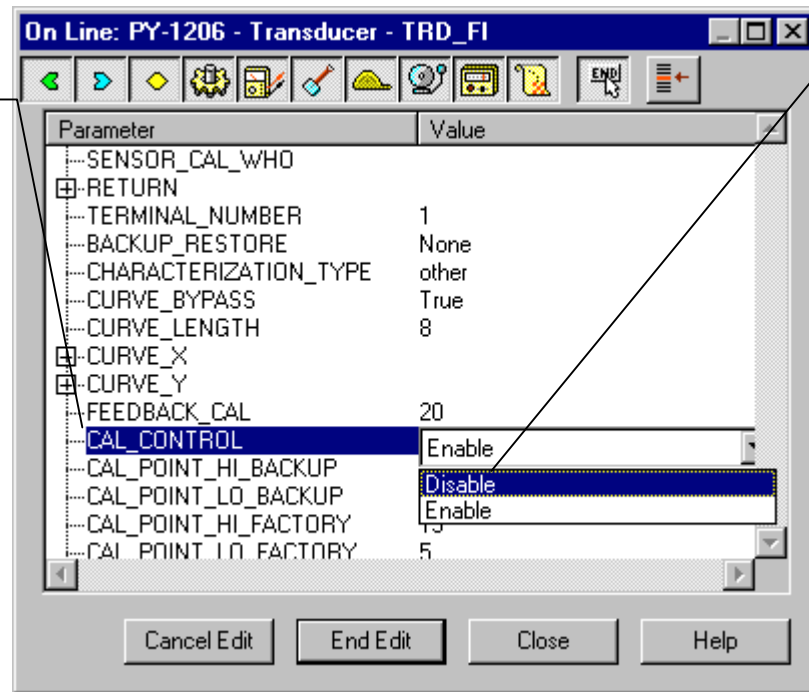 On Line: PY-1206 - Transducer - TRD_FI
END
Parameter Value
SENSOR_CAL_WHO
RETURN
TERMINAL_NUMBER 1
BACKUP_RESTORE None
CHARACTERIZATION_TYPE other
CURVE_BYPASS True
CURVE_LENGTH 8
CURVE_X
CURVE_Y
FEEDBACK_CAL 20
CAL_CONTROL Enable
CAL_POINT_HI_BACKUP Disable
CAL_POINT_LO_BACKUP Enable
CAL_POINT_HI_FACTORY
CAL_POINT_LO_FACTORY 5
Cancel Edit End Edit Close Help